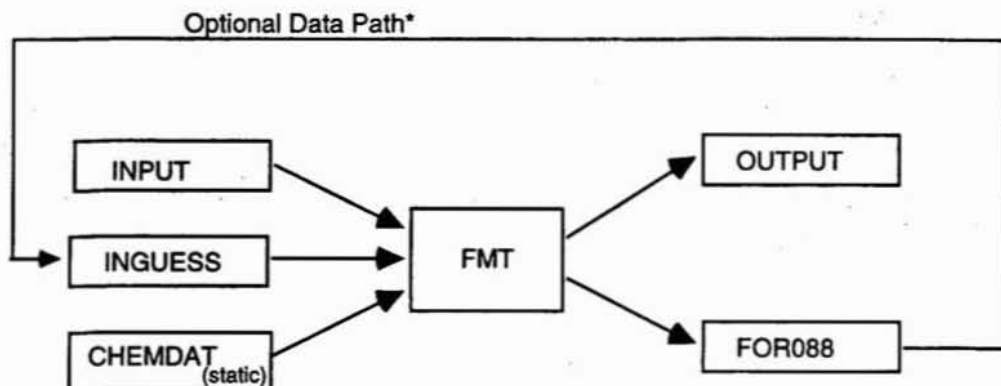 Optional Data Path*
INPUT
OUTPUT
INGUESS
FMT
CHEMDAT
(static)
FOR088